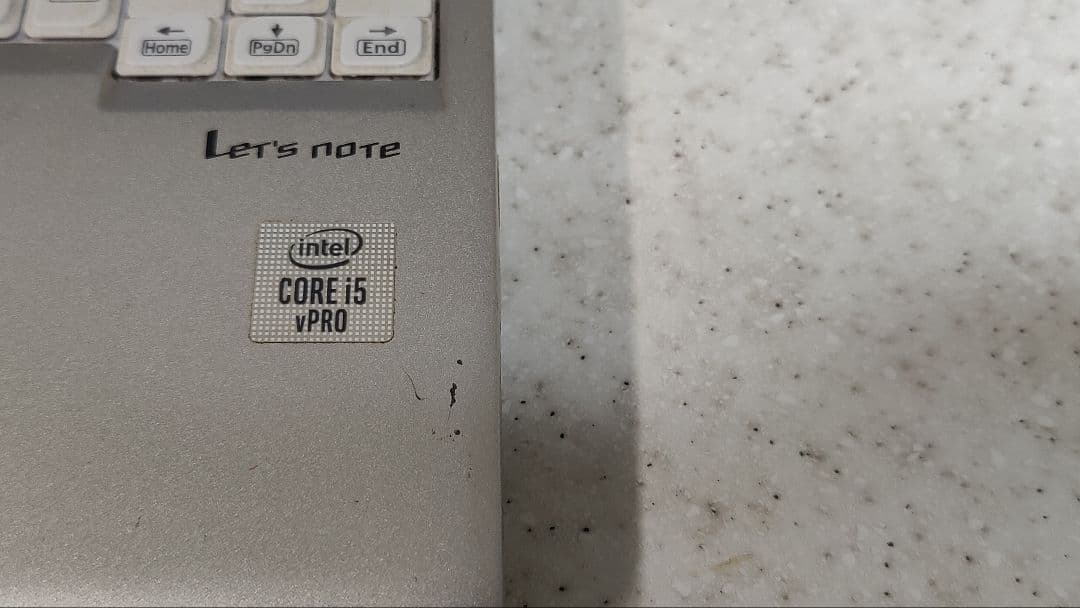 ← ↓ →
Home PgDn End
Let's note
intel
CORE i5
vPRO